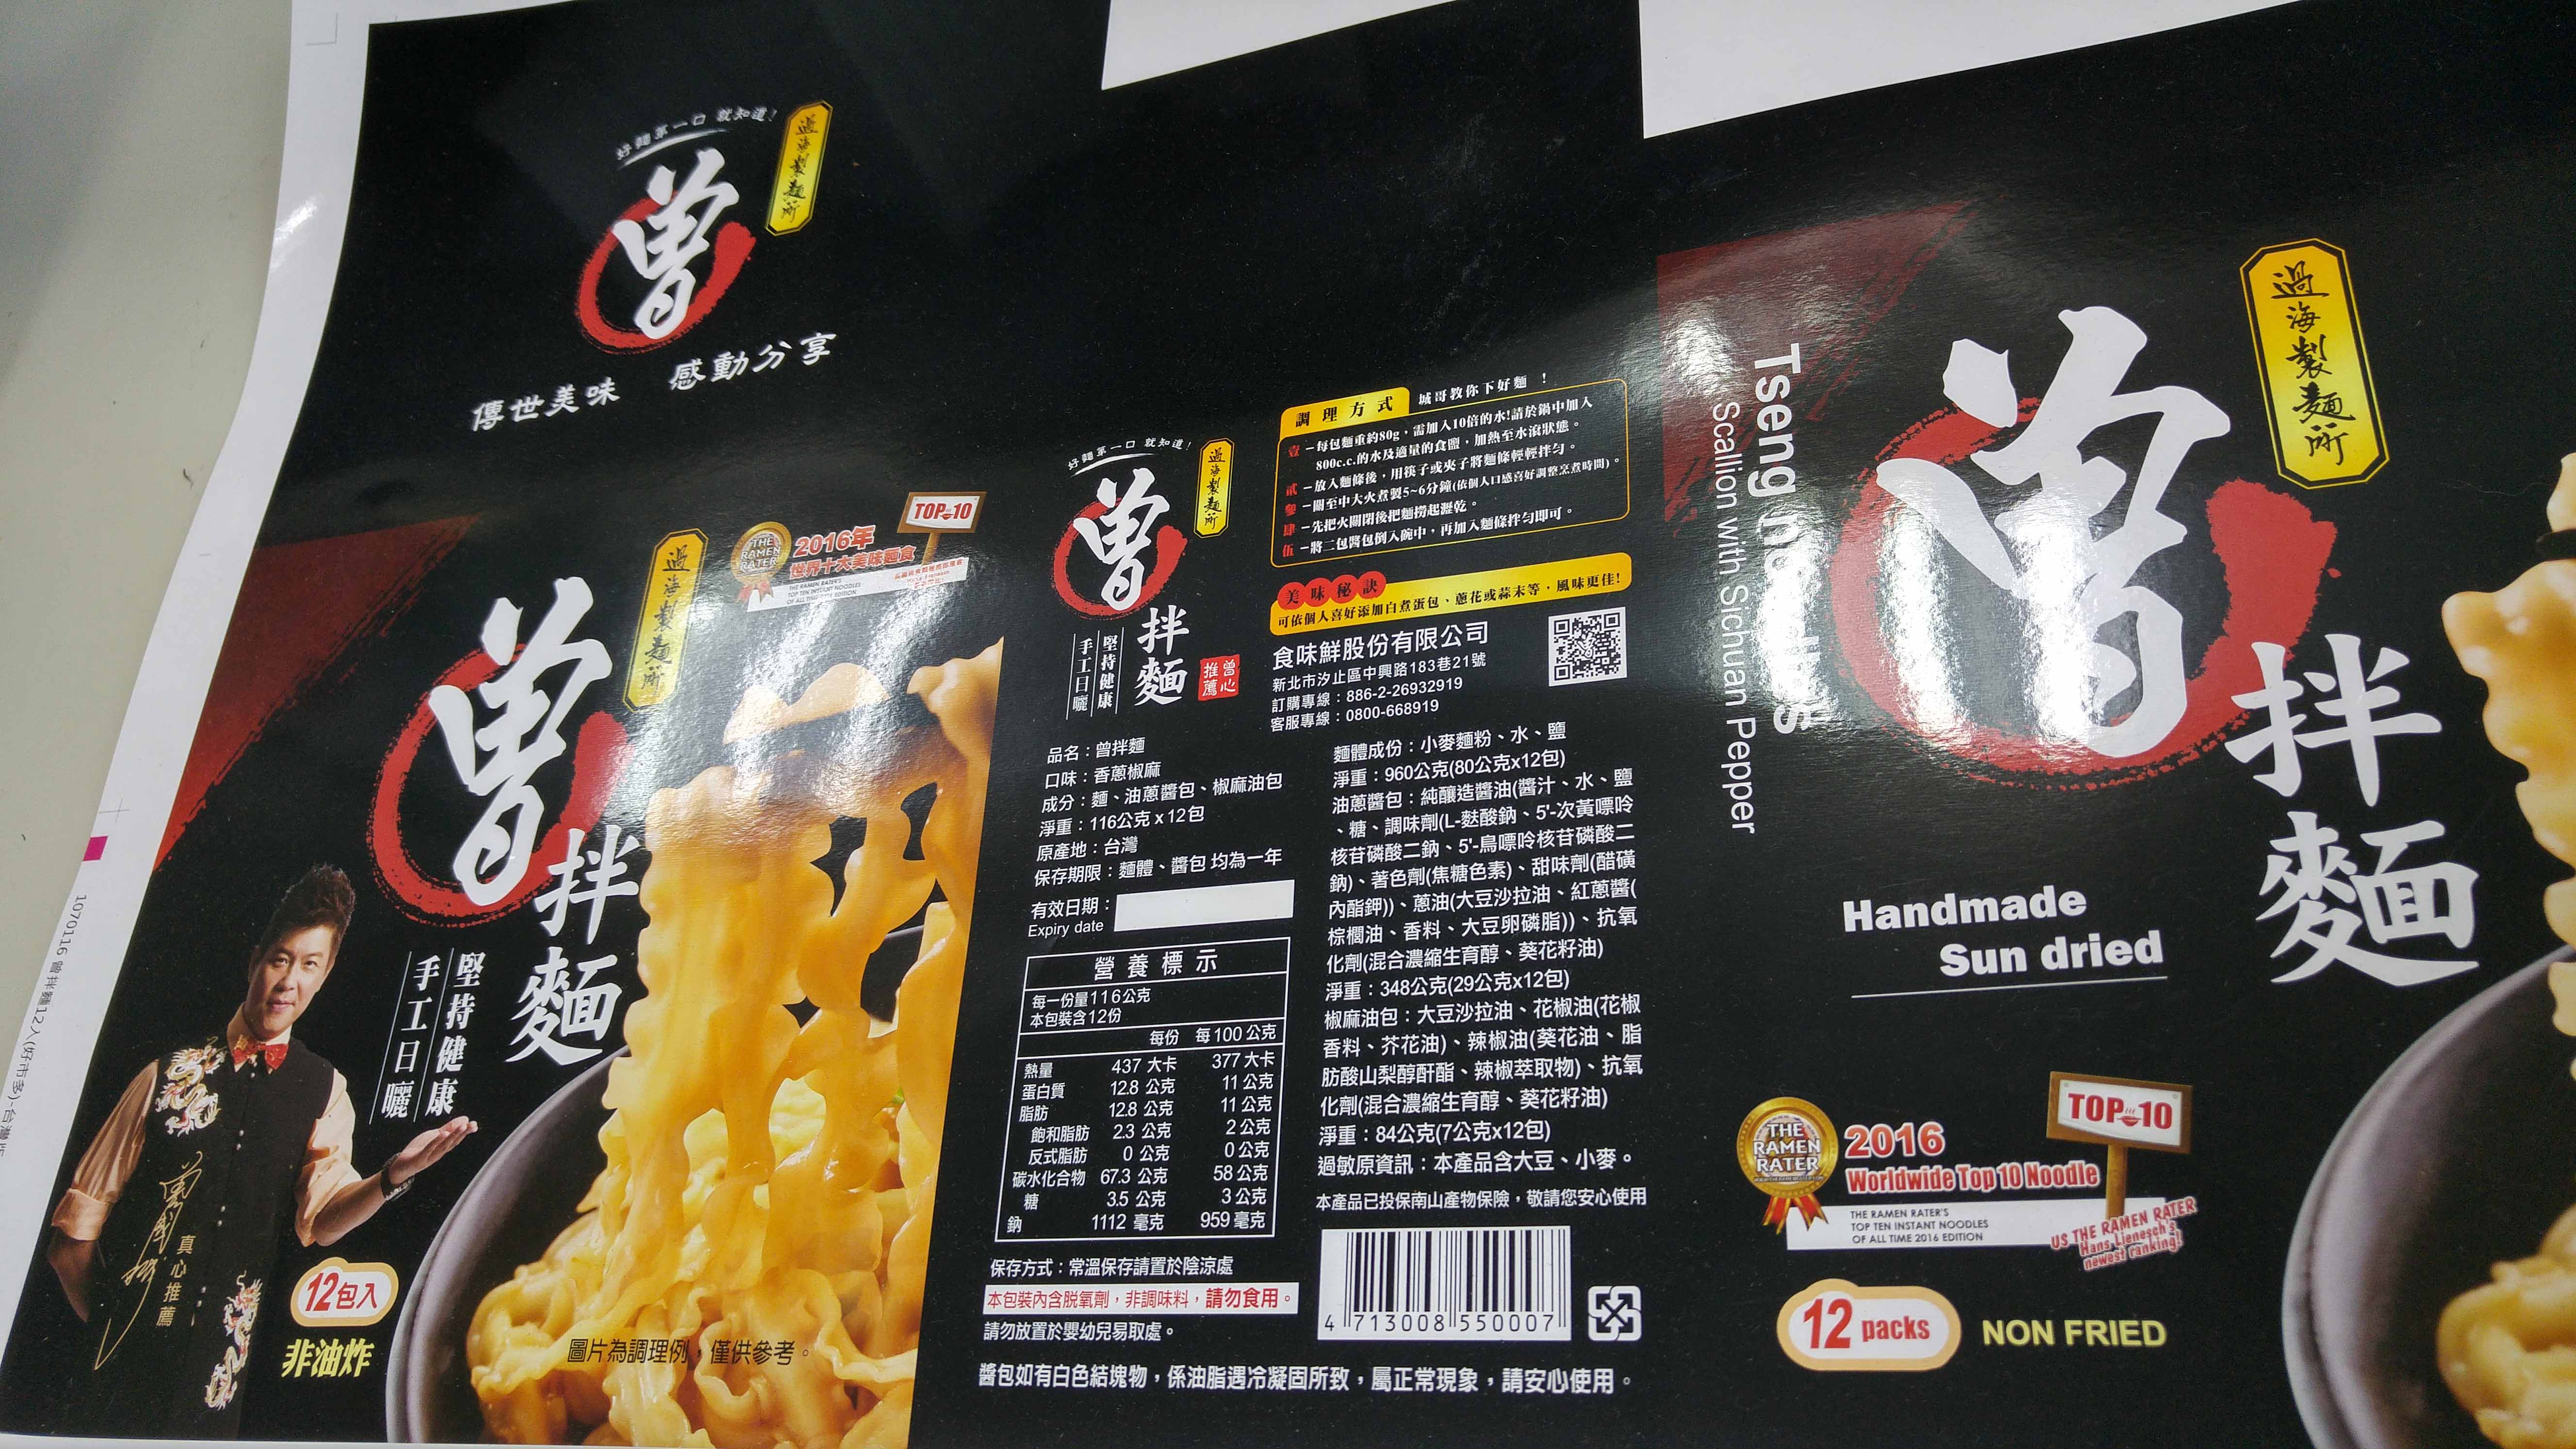 好麵第一口 就知道!
過海製麵所
曾
傳世美味 感動分享
過海製麵所
曾
拌麵
堅持健康
手工日曬
THE RAMEN RATER
2016年
世界十大美味麵食
THE RAMEN RATER'S
TOP TEN INSTANT NOODLES
OF ALL TIME 2016 EDITION
TOP 10
真心推薦
12包入
非油炸
圖片為調理例,僅供參考。
1070116 曾拌麵12入(好市多)-台灣
好麵第一口 就知道!
過海製麵所
曾
拌麵
堅持健康
手工日曬
曾心推薦
調理方式 城哥教你下好麵 !
壹-每包麵重約80g,需加入10倍的水!請於鍋中加入
800c.c.的水及適量的食鹽,加熱至水滾狀態。
貳-放入麵條後,用筷子或夾子將麵條輕輕拌勻。
參-開至中大火煮製5~6分鐘(依個人口感喜好調整烹煮時間)。
肆-先把火關閉後把麵撈起瀝乾。
伍-將二包醬包倒入碗中,再加入麵條拌勻即可。
美味秘訣
可依個人喜好添加白煮蛋包、蔥花或蒜末等,風味更佳!
食味鮮股份有限公司
新北市汐止區中興路183巷21號
訂購專線:886-2-26932919
客服專線:0800-668919
品名:曾拌麵
口味:香蔥椒麻
成分:麵、油蔥醬包、椒麻油包
淨重:116公克 x 12包
原產地:台灣
保存期限:麵體、醬包 均為一年
有效日期:
Expiry date
營養標示
每一份量116公克
本包裝含12份
每份 每100公克
熱量 437 大卡 377 大卡
蛋白質 12.8 公克 11 公克
脂肪 12.8 公克 11 公克
飽和脂肪 2.3 公克 2 公克
反式脂肪 0 公克 0 公克
碳水化合物 67.3 公克 58 公克
糖 3.5 公克 3 公克
鈉 1112 毫克 959 毫克
保存方式:常溫保存請置於陰涼處
本包裝內含脫氧劑,非調味料,請勿食用。
請勿放置於嬰幼兒易取處。
醬包如有白色結塊物,係油脂遇冷凝固所致,屬正常現象,請安心使用。
麵體成份:小麥麵粉、水、鹽
淨重:960公克(80公克x12包)
油蔥醬包:純釀造醬油(醬汁、水、鹽
、糖、調味劑(L-麩酸鈉、5'-次黃嘌呤
核苷磷酸二鈉、5'-鳥嘌呤核苷磷酸二
鈉)、著色劑(焦糖色素)、甜味劑(醋磺
內酯鉀))、蔥油(大豆沙拉油、紅蔥醬(
棕櫚油、香料、大豆卵磷脂))、抗氧
化劑(混合濃縮生育醇、葵花籽油)
淨重:348公克(29公克x12包)
椒麻油包:大豆沙拉油、花椒油(花椒
香料、芥花油)、辣椒油(葵花油、脂
肪酸山梨醇酐酯、辣椒萃取物)、抗氧
化劑(混合濃縮生育醇、葵花籽油)
淨重:84公克(7公克x12包)
過敏原資訊:本產品含大豆、小麥。
本產品已投保南山產物保險,敬請您安心使用
4 713008 550007
Tseng
Scallion with Sichuan Pepper
過海製麵所
曾
拌麵
Handmade
Sun dried
THE RAMEN RATER
2016
Worldwide Top 10 Noodle
THE RAMEN RATER'S
TOP TEN INSTANT NOODLES
OF ALL TIME 2016 EDITION
TOP 10
US THE RAMEN RATER
Hans Lienesch's
newest ranking!
12 packs
NON FRIED